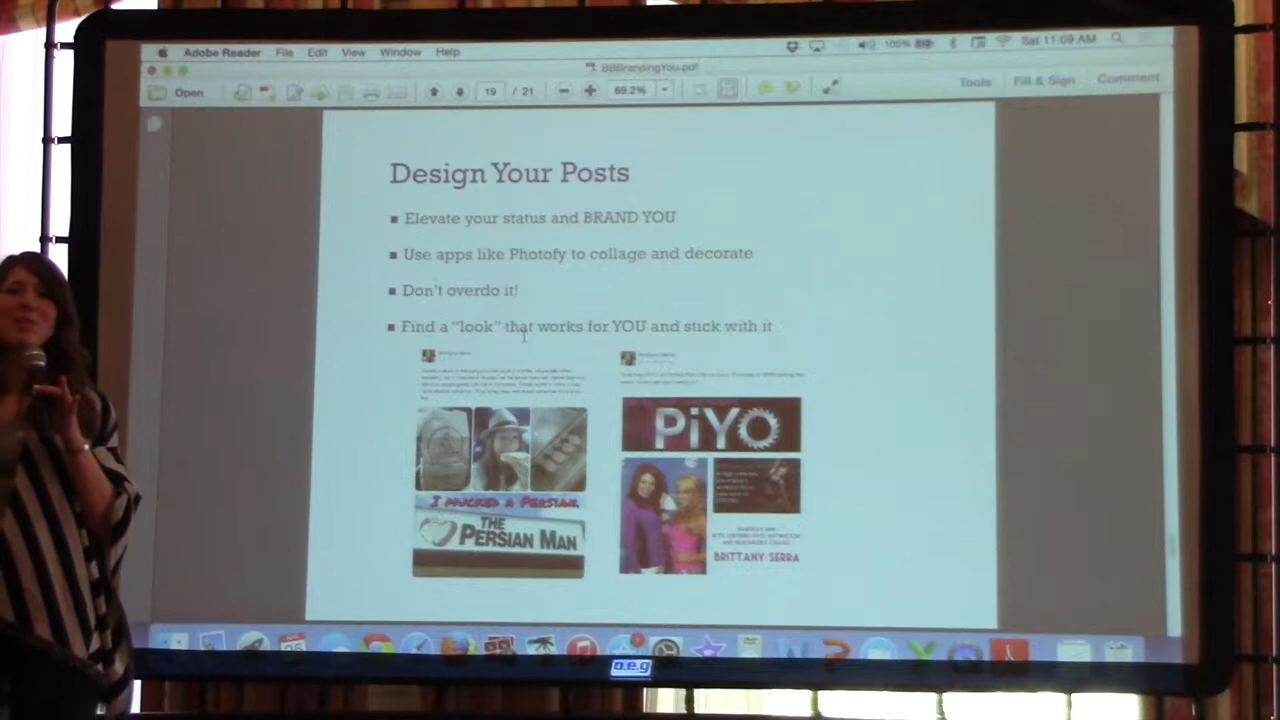 Adobe Reader File Edit View Window Help 100% Sat 11:09 AM
BBBrandingYou.pdf
Open 19 / 21 69.2% Tools Fill & Sign Comment
Design Your Posts
■ Elevate your status and BRAND YOU
■ Use apps like Photofy to collage and decorate
■ Don't overdo it!
■ Find a “look” that works for YOU and stick with it
I MUCKED A PERSIAN.
THE
PERSIAN MAN
PiYO
BRITTANY SERRA
a.e.g